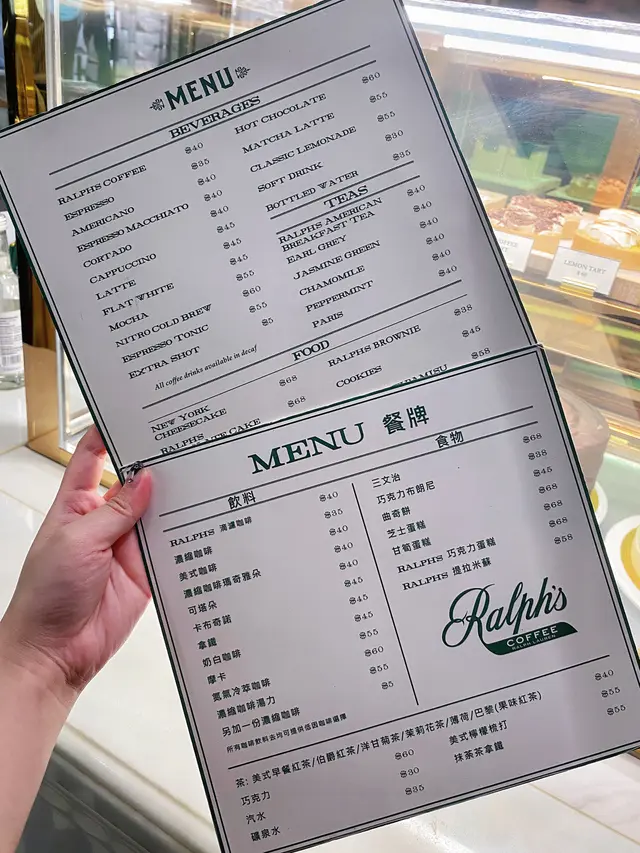 MENU
BEVERAGES
RALPHS COFFEE $40
ESPRESSO $35
AMERICANO $40
ESPRESSO MACCHIATO $40
CORTADO $40
CAPPUCCINO $45
LATTE $45
FLAT WHITE $45
MOCHA $55
NITRO COLD BREW $60
ESPRESSO TONIC $55
EXTRA SHOT $5
All coffee drinks available in decaf
HOT CHOCOLATE $60
MATCHA LATTE $55
CLASSIC LEMONADE $55
SOFT DRINK $30
BOTTLED WATER $35
TEAS
RALPHS AMERICAN
BREAKFAST TEA $40
EARL GREY $40
JASMINE GREEN $40
CHAMOMILE $40
PEPPERMINT $40
PARIS $40
FOOD
NEW YORK
CHEESECAKE $68
RALPHS CAKE $68
RALPHS BROWNIE $38
COOKIES $45
$58
MENU 餐牌
飲料
RALPHS 滴濾咖啡 $40
濃縮咖啡 $35
美式咖啡 $40
濃縮咖啡瑪奇雅朵 $40
可塔朵 $40
卡布奇諾 $45
拿鐵 $45
奶白咖啡 $45
摩卡 $55
氮氣冷萃咖啡 $60
濃縮咖啡湯力 $55
另加一份濃縮咖啡 $5
所有咖啡飲料去均可提供低因咖啡選擇
食物
三文治 $68
巧克力布朗尼 $38
曲奇餅 $45
芝士蛋糕 $68
甘筍蛋糕 $68
RALPHS 巧克力蛋糕 $68
RALPHS 提拉米蘇 $58
Ralph's
COFFEE
RALPH LAUREN
茶: 美式早餐紅茶/伯爵紅茶/洋甘菊茶/茉莉花茶/薄荷/巴黎(果味紅茶) $40
巧克力 $60 美式檸檬梳打 $55
汽水 $30 抹茶茶拿鐵 $55
礦泉水 $35
LEMON TART